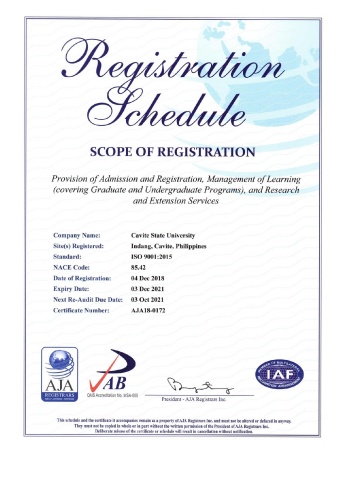 Registration
Schedule
SCOPE OF REGISTRATION
Provision of Admission and Registration, Management of Learning
(covering Graduate and Undergraduate Programs), and Research
and Extension Services
Company Name: Cavite State University
Site(s) Registered: Indang, Cavite, Philippines
Standard: ISO 9001:2015
NACE Code: 85.42
Date of Registration: 04 Dec 2018
Expiry Date: 03 Dec 2021
Next Re-Audit Due Date: 03 Oct 2021
Certificate Number: AJA18-0172
AJA
REGISTRARS
PAB
QMS Accreditation No.
IAF
President - AJA Registrars Inc.
This schedule and the certificate it accompanies remain as property of AJA Registrars Inc. and must not be altered or defaced in anyway.
They must not be copied in whole or in part without the written permission of the President of AJA Registrars Inc.
Deliberate misuse of the certificate or schedule will result in cancellation without notification.